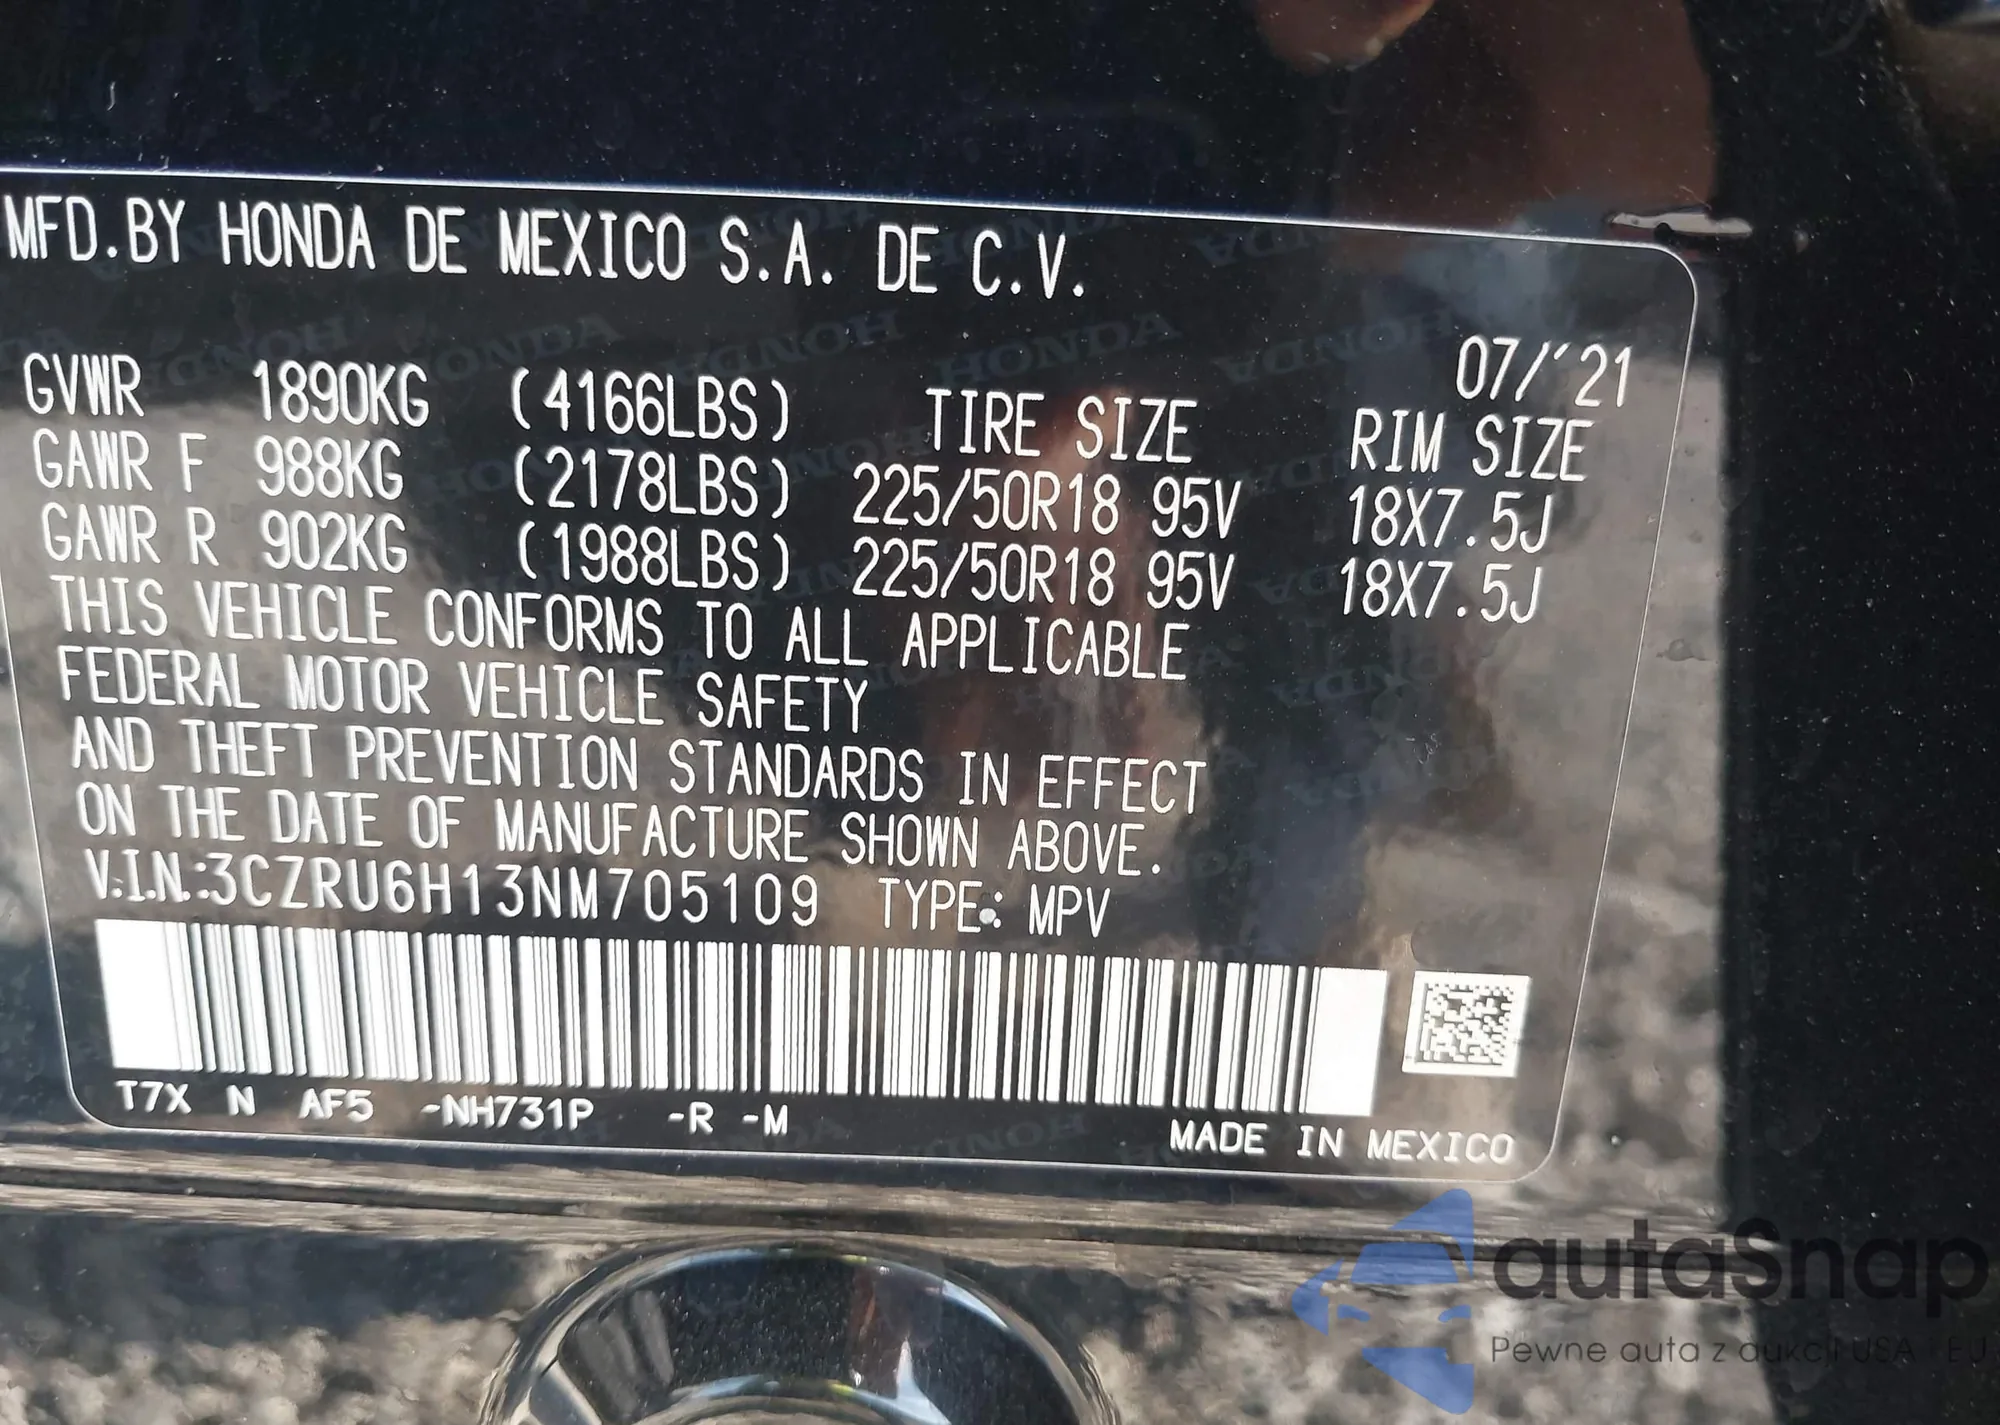 MFD.BY HONDA DE MEXICO S.A. DE C.V.
07/'21
GVWR 1890KG (4166LBS) TIRE SIZE RIM SIZE
GAWR F 988KG (2178LBS) 225/50R18 95V 18X7.5J
GAWR R 902KG (1988LBS) 225/50R18 95V 18X7.5J
THIS VEHICLE CONFORMS TO ALL APPLICABLE
FEDERAL MOTOR VEHICLE SAFETY
AND THEFT PREVENTION STANDARDS IN EFFECT
ON THE DATE OF MANUFACTURE SHOWN ABOVE.
V.I.N.:3CZRU6H13NM705109 TYPE: MPV
T7X N AF5 -NH731P -R -M
MADE IN MEXICO
autaSnap
Pewne auta z aukcji USA i EU